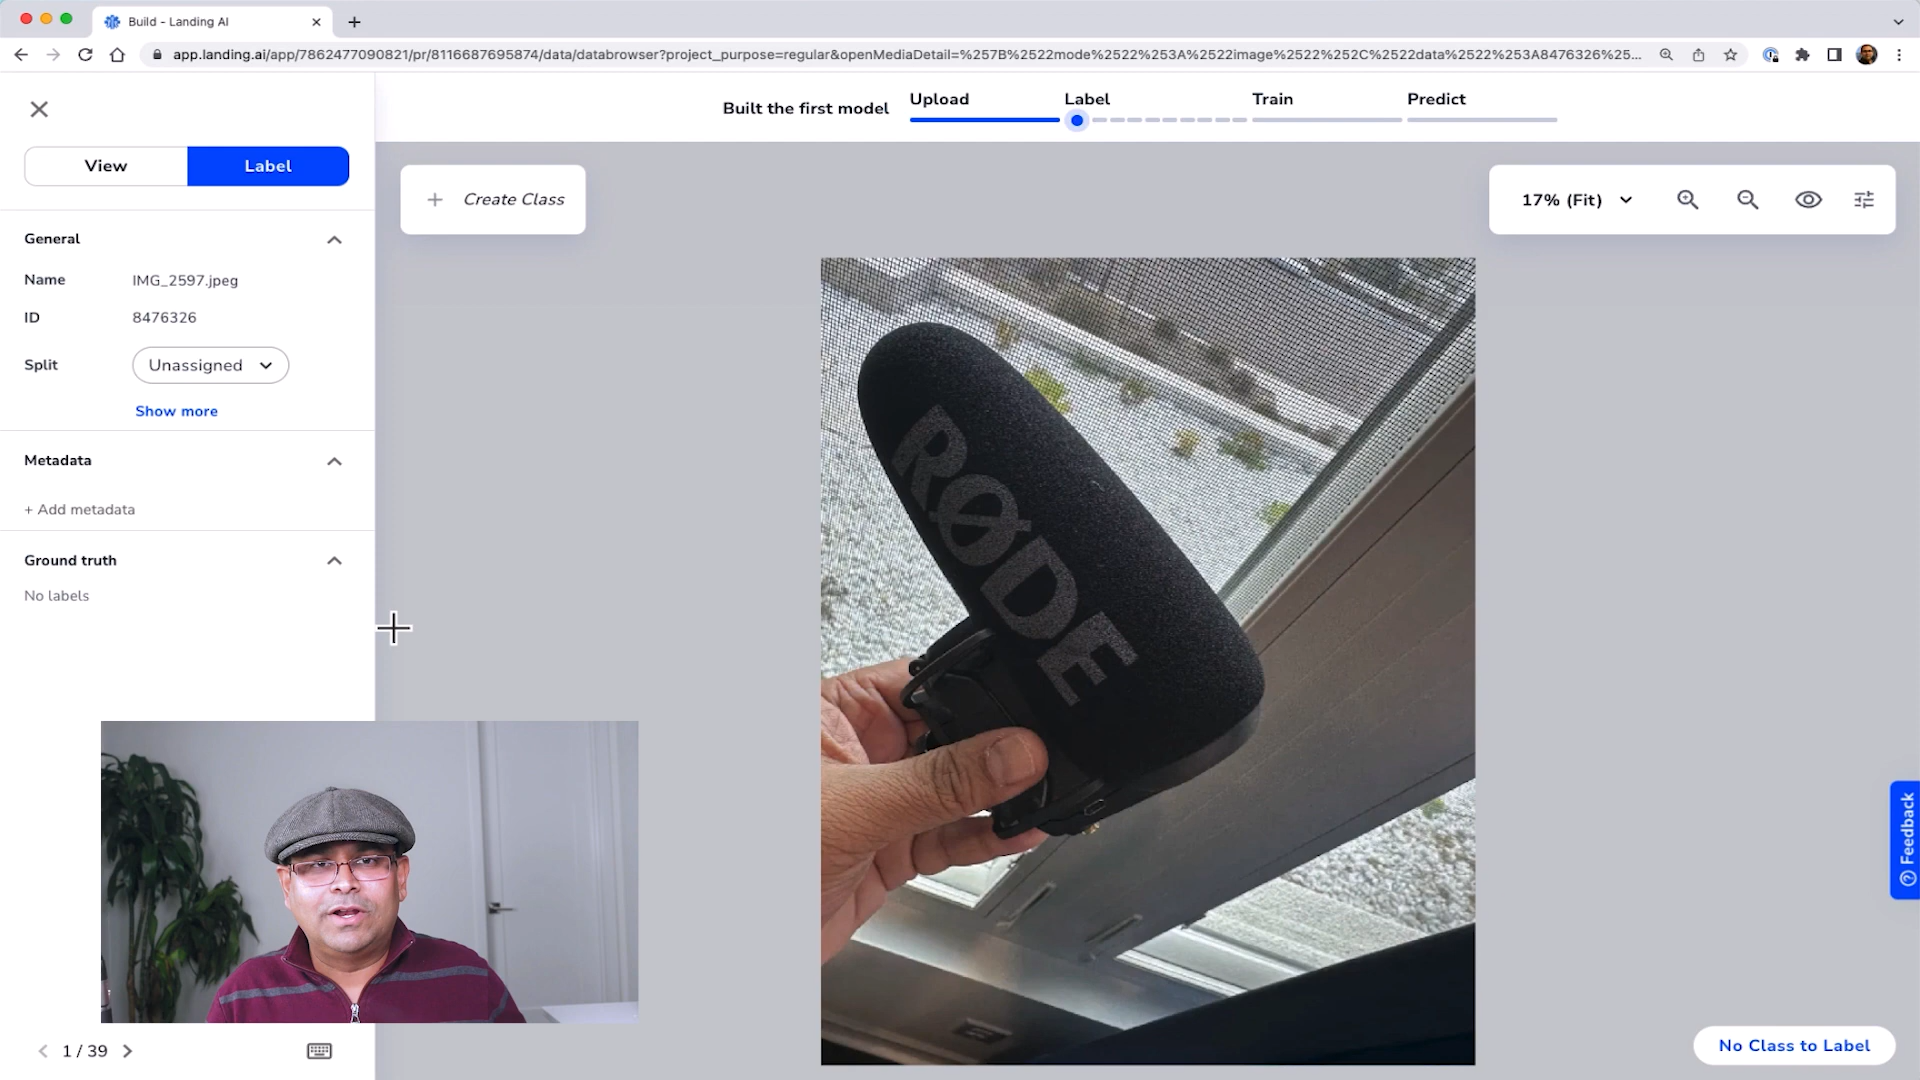 Build - Landing AI
app.landing.ai/app/7862477090821/pr/8116687695874/data/databrowser?project_purpose=regular&openMediaDetail=%257B%2522mode%2522%253A%2522image%2522%252C%2522data%2522%253A8476326%25...
Built the first model
Upload
Label
Train
Predict
View
Label
Create Class
17% (Fit)
General
Name IMG_2597.jpeg
ID 8476326
Split Unassigned
Show more
Metadata
+ Add metadata
Ground truth
No labels
RØDE
Feedback
1 / 39
No Class to Label